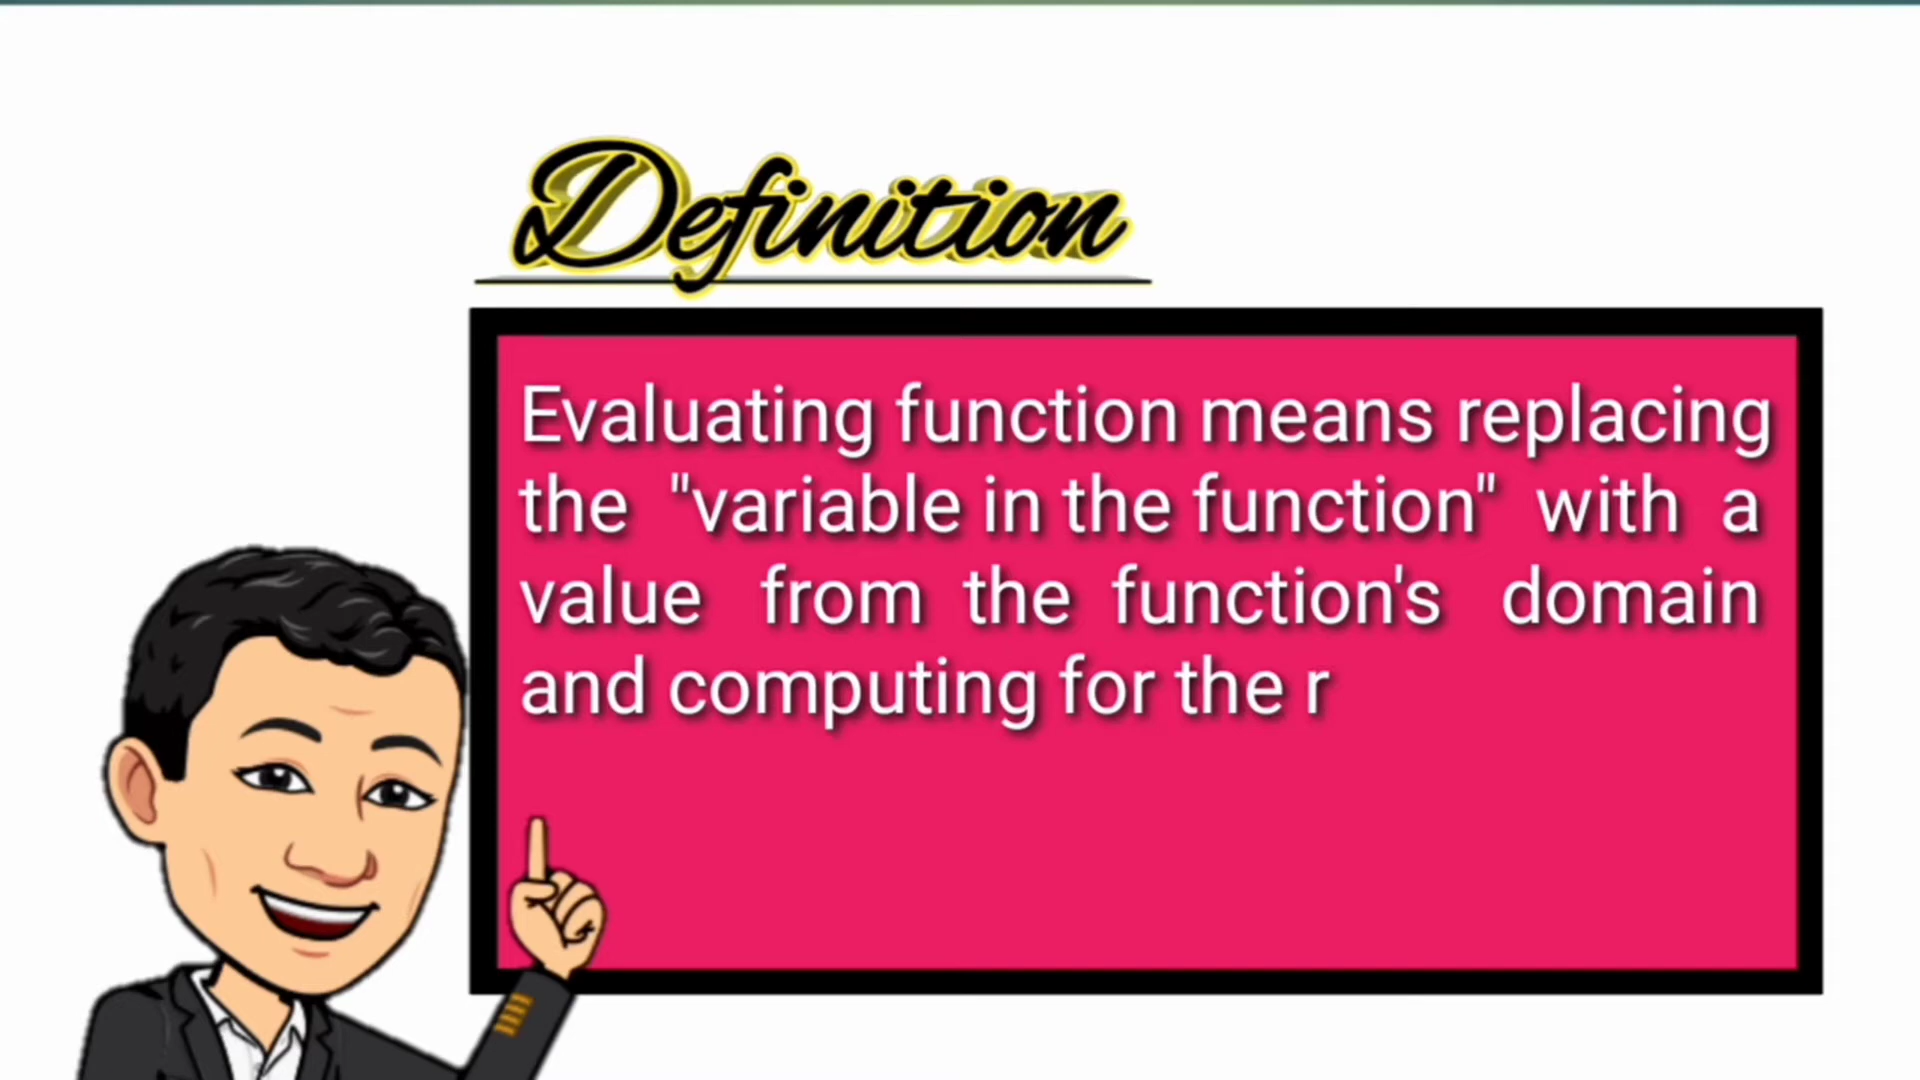 Definition
Evaluating function means replacing
the "variable in the function" with a
value from the function's domain
and computing for the r